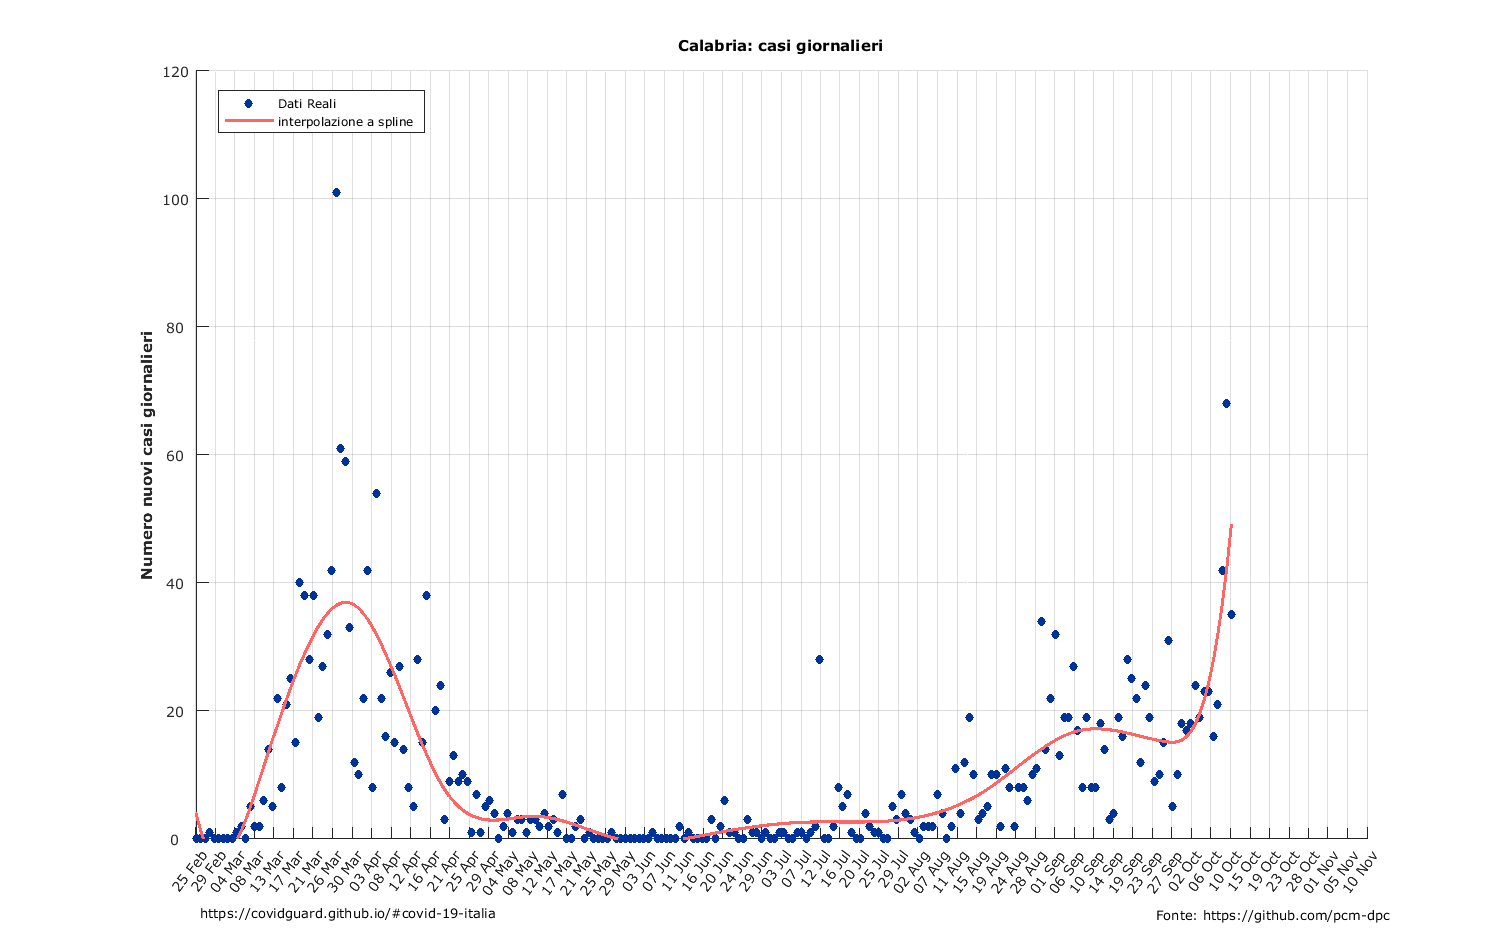 Calabria: casi giornalieri
Dati Reali
interpolazione a spline
Numero nuovi casi giornalieri
120
100
80
60
40
20
0
25 Feb
29 Feb
04 Mar
08 Mar
13 Mar
17 Mar
21 Mar
26 Mar
30 Mar
03 Apr
08 Apr
12 Apr
16 Apr
21 Apr
25 Apr
29 Apr
04 May
08 May
12 May
17 May
21 May
25 May
29 May
03 Jun
07 Jun
11 Jun
16 Jun
20 Jun
24 Jun
29 Jun
03 Jul
07 Jul
12 Jul
16 Jul
20 Jul
25 Jul
29 Jul
02 Aug
07 Aug
11 Aug
15 Aug
19 Aug
24 Aug
28 Aug
01 Sep
06 Sep
10 Sep
14 Sep
19 Sep
23 Sep
27 Sep
02 Oct
06 Oct
10 Oct
15 Oct
19 Oct
23 Oct
28 Oct
01 Nov
05 Nov
10 Nov
https://covidguard.github.io/#covid-19-italia
Fonte: https://github.com/pcm-dpc